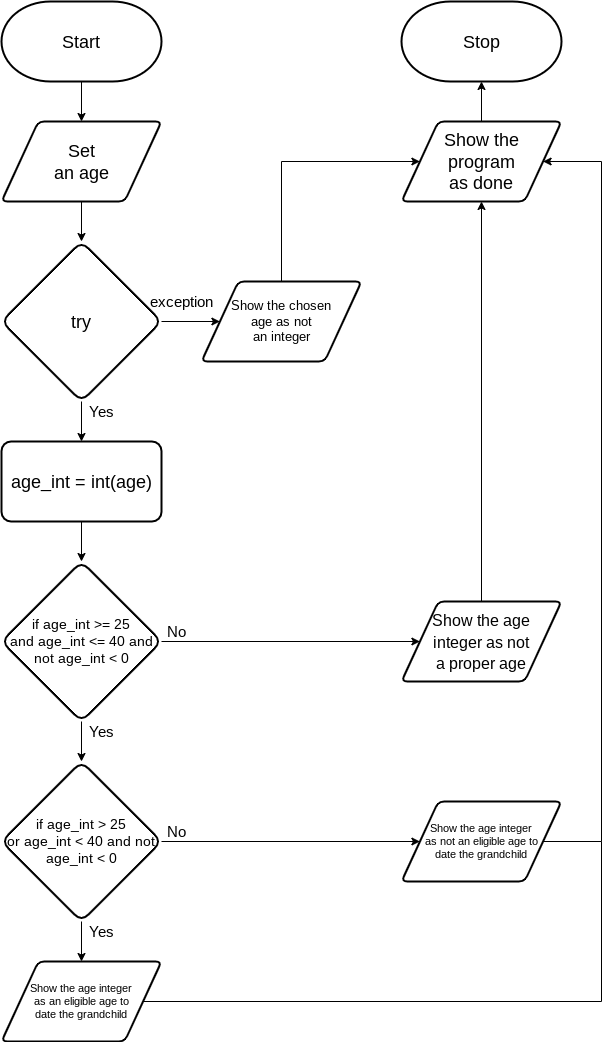 Start
Stop
Set
an age
Show the
program
as done
try
exception
Show the chosen
age as not
an integer
Yes
age_int = int(age)
if age_int >= 25
and age_int <= 40 and
not age_int < 0
No
Show the age
integer as not
a proper age
Yes
if age_int > 25
or age_int < 40 and not
age_int < 0
No
Show the age integer
as not an eligible age to
date the grandchild
Yes
Show the age integer
as an eligible age to
date the grandchild